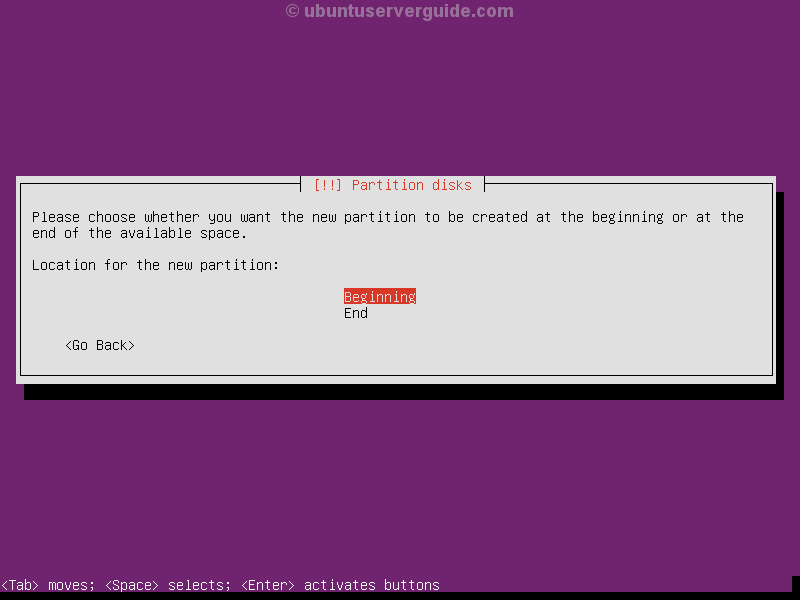 © ubuntuserverguide.com
[!!] Partition disks
Please choose whether you want the new partition to be created at the beginning or at the
end of the available space.
Location for the new partition:
Beginning
End
<Go Back>
<Tab> moves; <Space> selects; <Enter> activates buttons